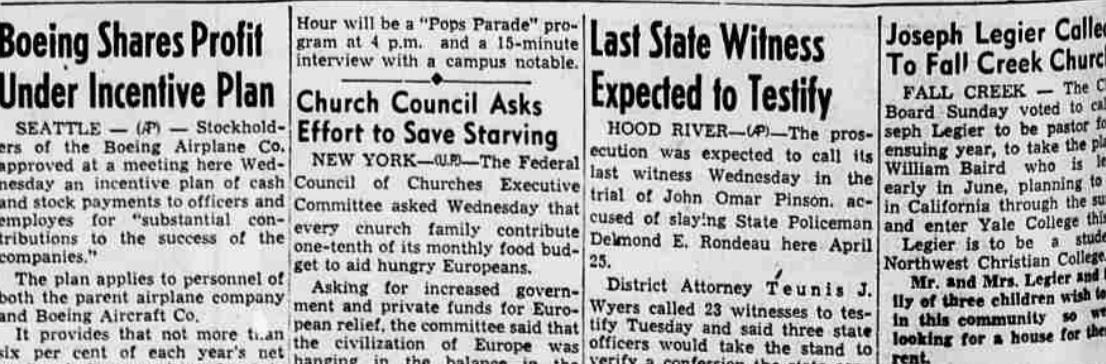 Boeing Shares Profit
Under Incentive Plan
SEATTLE — (AP) — Stockhold-
ers of the Boeing Airplane Co.
approved at a meeting here Wed-
nesday an incentive plan of cash
and stock payments to officers and
employes for "substantial con-
tributions to the success of the
companies."
The plan applies to personnel of
both the parent airplane company
and Boeing Aircraft Co.
It provides that not more than
six per cent of each year's net
Hour will be a "Pops Parade" pro-
gram at 4 p.m. and a 15-minute
interview with a campus notable.
Church Council Asks
Effort to Save Starving
NEW YORK—(U.P)—The Federal
Council of Churches Executive
Committee asked Wednesday that
every church family contribute
one-tenth of its monthly food bud-
get to aid hungry Europeans.
Asking for increased govern-
ment and private funds for Euro-
pean relief, the committee said that
the civilization of Europe was
hanging in the balance in the
Last State Witness
Expected to Testify
HOOD RIVER—(AP)—The pros-
ecution was expected to call its
last witness Wednesday in the
trial of John Omar Pinson, ac-
cused of slaying State Policeman
Delmond E. Rondeau here April
25.
District Attorney Teunis J.
Wyers called 23 witnesses to tes-
tify Tuesday and said three state
officers would take the stand to
verify a confession the state
Joseph Legier Called
To Fall Creek Church
FALL CREEK — The
Board Sunday voted to
seph Legier to be pastor
ensuing year, to take the
William Baird who is
early in June, planning to
in California through the
and enter Yale College this
Legier is to be a
Northwest Christian College.
Mr. and Mrs. Legier and
ily of three children wish to
in this community so
looking for a house for
rent.